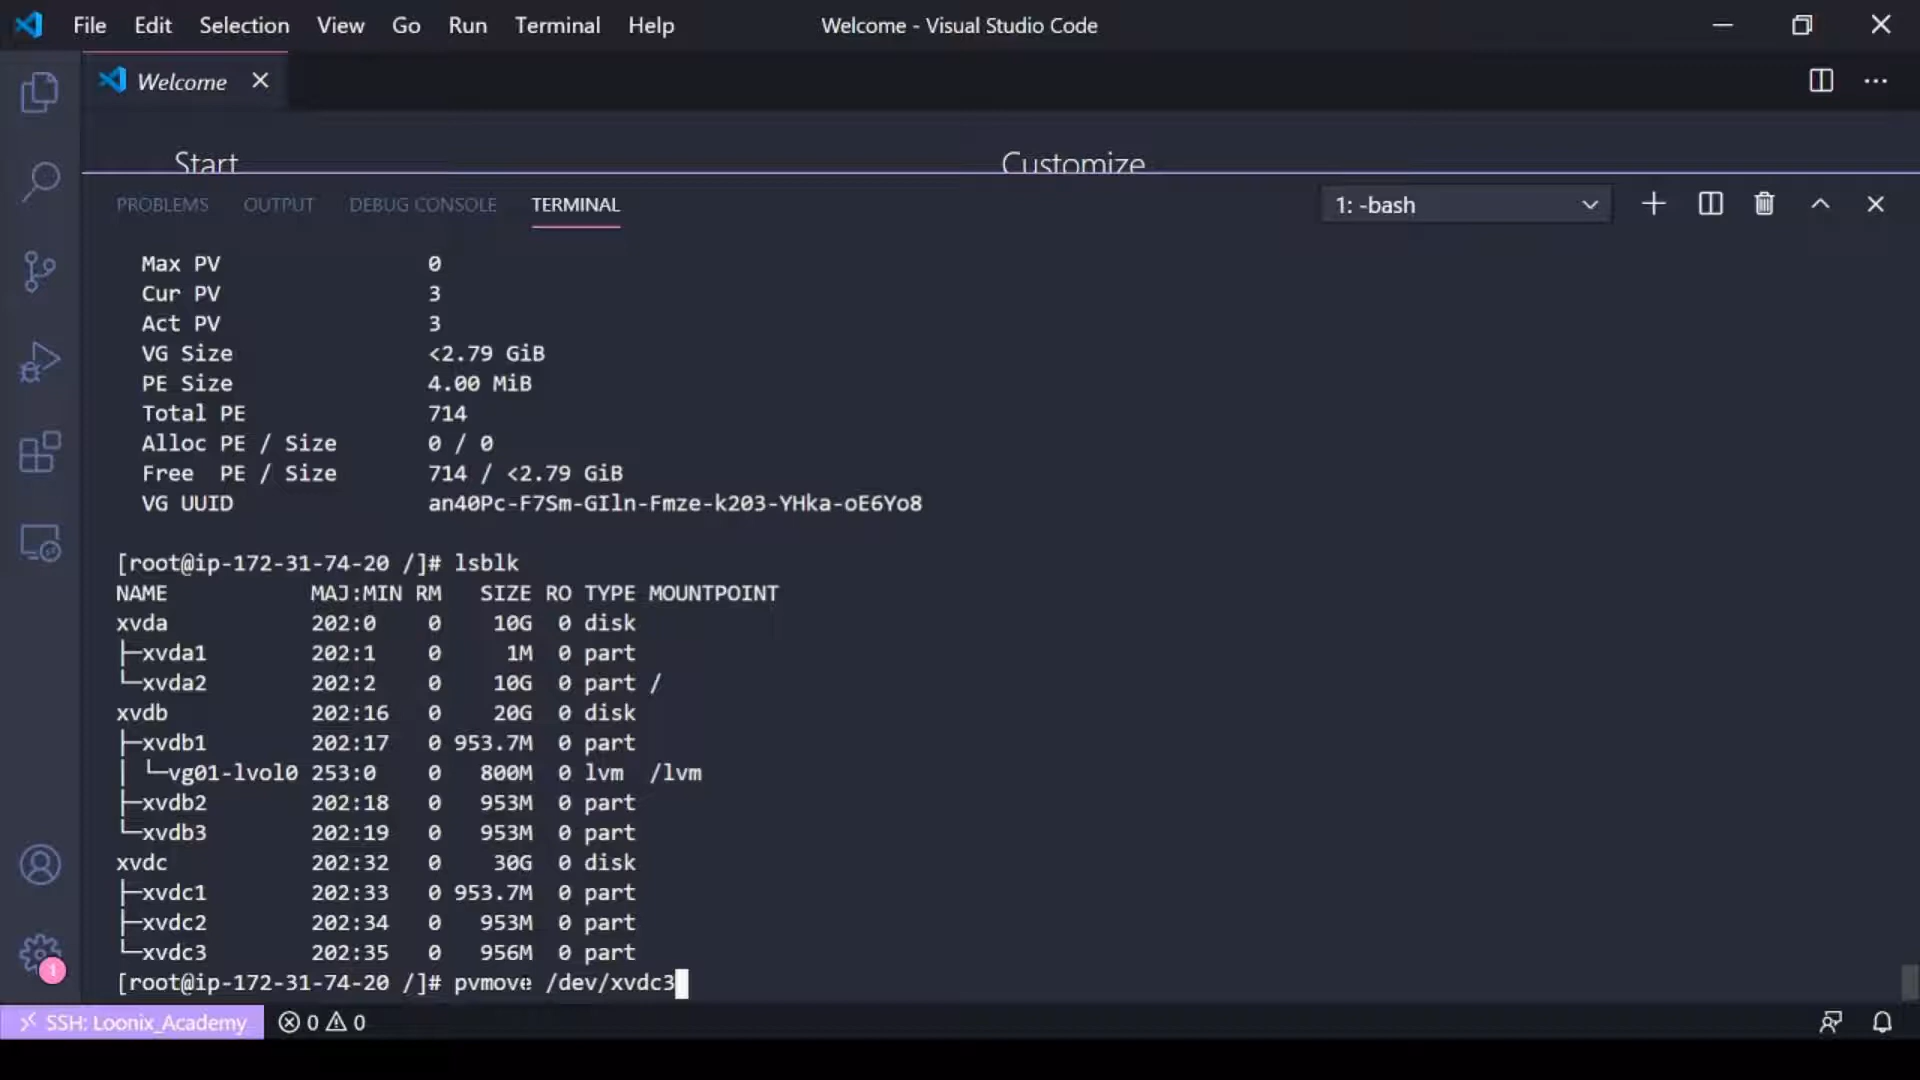 File Edit Selection View Go Run Terminal Help Welcome - Visual Studio Code
Welcome
Start Customize
PROBLEMS OUTPUT DEBUG CONSOLE TERMINAL 1: -bash
Max PV 0
Cur PV 3
Act PV 3
VG Size <2.79 GiB
PE Size 4.00 MiB
Total PE 714
Alloc PE / Size 0 / 0
Free PE / Size 714 / <2.79 GiB
VG UUID an40Pc-F7Sm-GIln-Fmze-k203-YHka-oE6Yo8
[root@ip-172-31-74-20 /]# lsblk
NAME MAJ:MIN RM SIZE RO TYPE MOUNTPOINT
xvda 202:0 0 10G 0 disk
├─xvda1 202:1 0 1M 0 part
└─xvda2 202:2 0 10G 0 part /
xvdb 202:16 0 20G 0 disk
├─xvdb1 202:17 0 953.7M 0 part
│ └─vg01-lvol0 253:0 0 800M 0 lvm /lvm
├─xvdb2 202:18 0 953M 0 part
└─xvdb3 202:19 0 953M 0 part
xvdc 202:32 0 30G 0 disk
├─xvdc1 202:33 0 953.7M 0 part
├─xvdc2 202:34 0 953M 0 part
└─xvdc3 202:35 0 956M 0 part
[root@ip-172-31-74-20 /]# pvmove /dev/xvdc3
1
SSH: Loonix_Academy 0 0